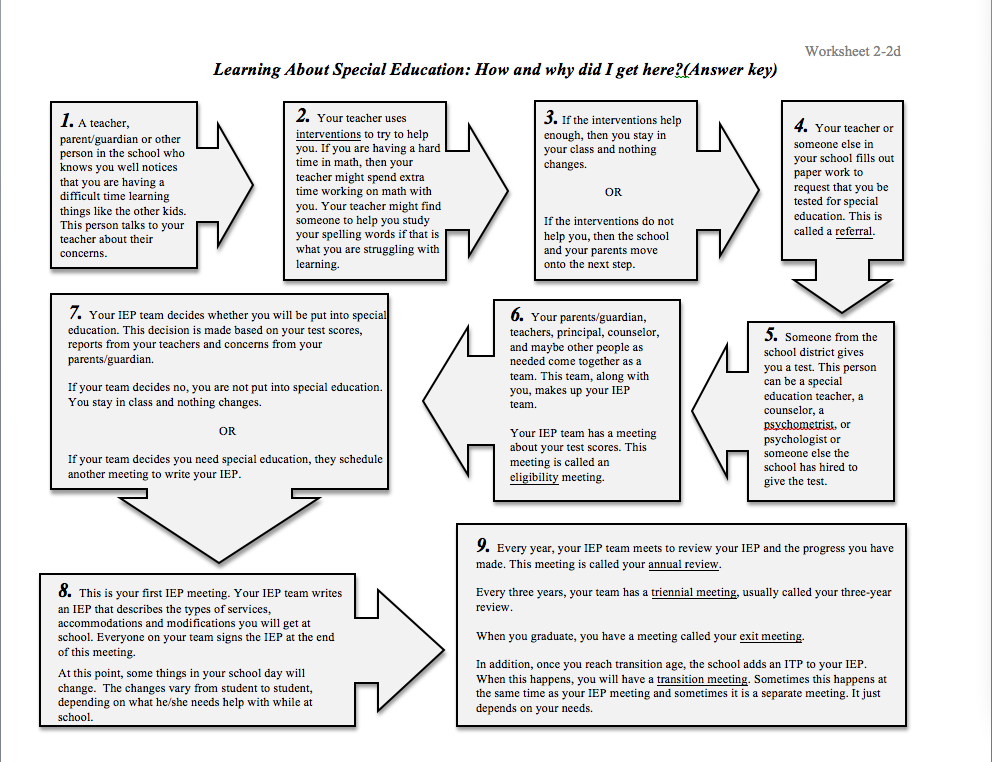 Worksheet 2-2d
Learning About Special Education: How and why did I get here?(Answer key)
1. A teacher,
parent/guardian or other
person in the school who
knows you well notices
that you are having a
difficult time learning
things like the other kids.
This person talks to your
teacher about their
concerns.
2. Your teacher uses
interventions to try to help
you. If you are having a hard
time in math, then your
teacher might spend extra
time working on math with
you. Your teacher might find
someone to help you study
your spelling words if that is
what you are struggling with
learning.
3. If the interventions help
enough, then you stay in
your class and nothing
changes.
OR
If the interventions do not
help you, then the school
and your parents move
onto the next step.
4. Your teacher or
someone else in
your school fills out
paper work to
request that you be
tested for special
education. This is
called a referral.
5. Someone from the
school district gives
you a test. This person
can be a special
education teacher, a
counselor, a
psychometrist, or
psychologist or
someone else the
school has hired to
give the test.
6. Your parents/guardian,
teachers, principal, counselor,
and maybe other people as
needed come together as a
team. This team, along with
you, makes up your IEP
team.
Your IEP team has a meeting
about your test scores. This
meeting is called an
eligibility meeting.
7. Your IEP team decides whether you will be put into special
education. This decision is made based on your test scores,
reports from your teachers and concerns from your
parents/guardian.
If your team decides no, you are not put into special education.
You stay in class and nothing changes.
OR
If your team decides you need special education, they schedule
another meeting to write your IEP.
8. This is your first IEP meeting. Your IEP team writes
an IEP that describes the types of services,
accommodations and modifications you will get at
school. Everyone on your team signs the IEP at the end
of this meeting.
At this point, some things in your school day will
change. The changes vary from student to student,
depending on what he/she needs help with while at
school.
9. Every year, your IEP team meets to review your IEP and the progress you have
made. This meeting is called your annual review.
Every three years, your team has a triennial meeting, usually called your three-year
review.
When you graduate, you have a meeting called your exit meeting.
In addition, once you reach transition age, the school adds an ITP to your IEP.
When this happens, you will have a transition meeting. Sometimes this happens at
the same time as your IEP meeting and sometimes it is a separate meeting. It just
depends on your needs.